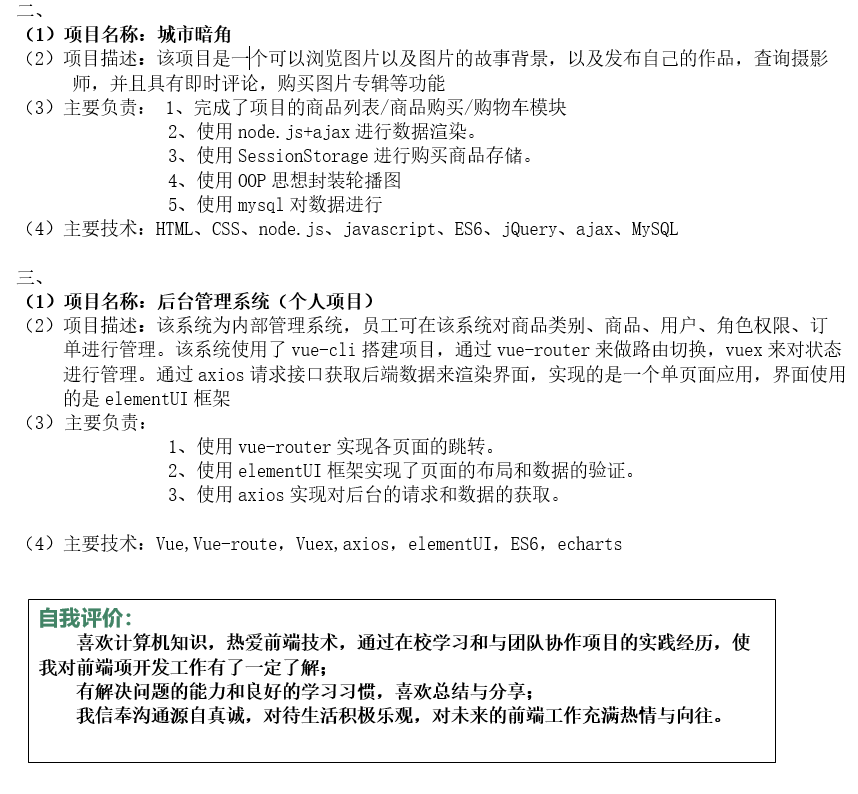 二、
（1）项目名称：城市暗角
（2）项目描述：该项目是一个可以浏览图片以及图片的故事背景，以及发布自己的作品，查询摄影
师，并且具有即时评论，购买图片专辑等功能
（3）主要负责： 1、完成了项目的商品列表/商品购买/购物车模块
2、使用 node.js+ajax 进行数据渲染。
3、使用 SessionStorage 进行购买商品存储。
4、使用 OOP 思想封装轮播图
5、使用 mysql 对数据进行
（4）主要技术：HTML、CSS、node.js、javascript、ES6、jQuery、ajax、MySQL
三、
（1）项目名称：后台管理系统（个人项目）
（2）项目描述：该系统为内部管理系统，员工可在该系统对商品类别、商品、用户、角色权限、订
单进行管理。该系统使用了 vue-cli 搭建项目，通过 vue-router 来做路由切换，vuex 来对状态
进行管理。通过 axios 请求接口获取后端数据来渲染界面，实现的是一个单页面应用，界面使用
的是 elementUI 框架
（3）主要负责：
1、使用 vue-router 实现各页面的跳转。
2、使用 elementUI 框架实现了页面的布局和数据的验证。
3、使用 axios 实现对后台的请求和数据的获取。
（4）主要技术：Vue,Vue-route，Vuex,axios，elementUI，ES6，echarts
自我评价：
喜欢计算机知识，热爱前端技术，通过在校学习和与团队协作项目的实践经历，使
我对前端项开发工作有了一定了解；
有解决问题的能力和良好的学习习惯，喜欢总结与分享；
我信奉沟通源自真诚，对待生活积极乐观，对未来的前端工作充满热情与向往。